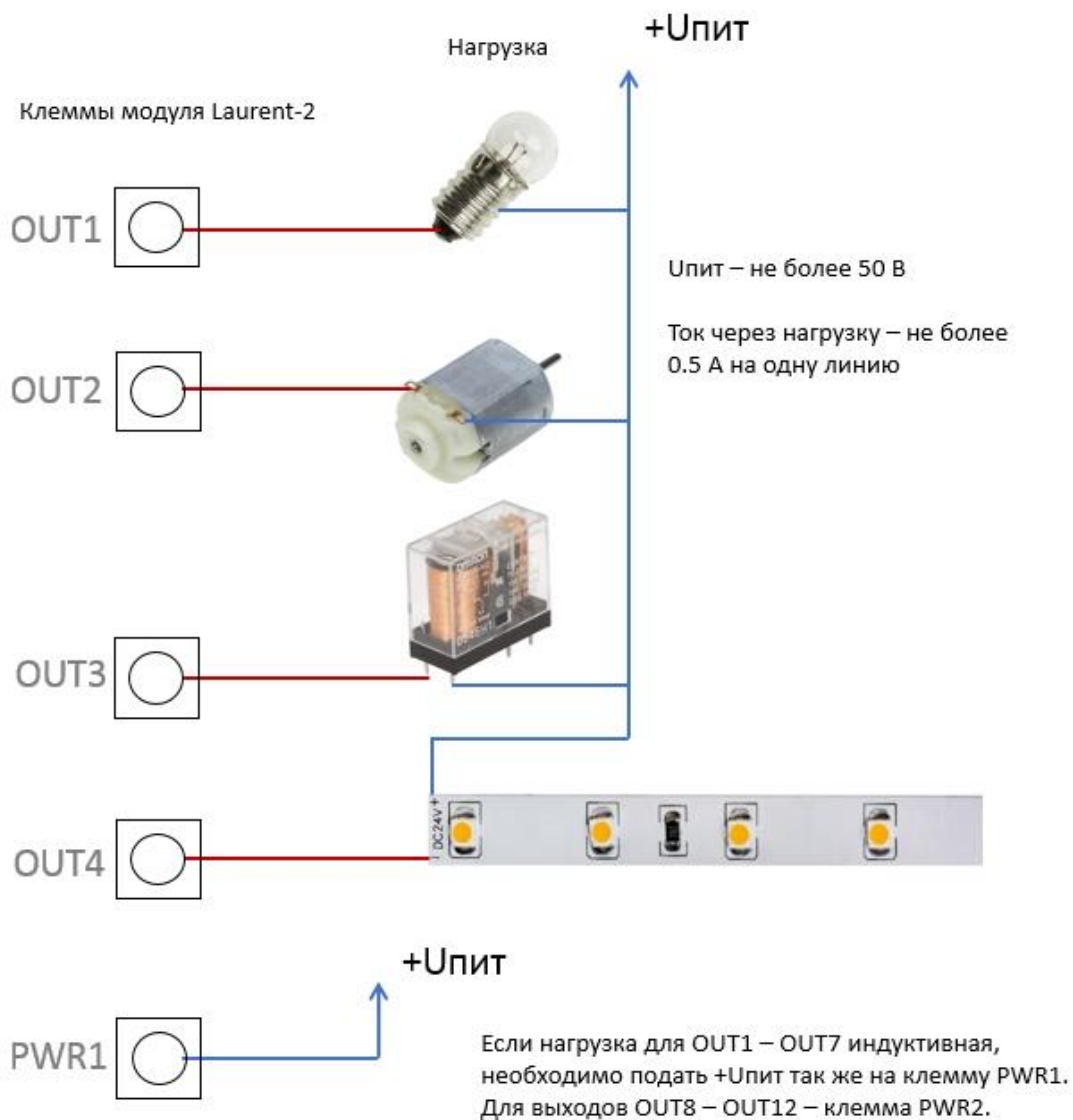 +Uпит
Нагрузка
Клеммы модуля Laurent-2
OUT1
Uпит – не более 50 В
Ток через нагрузку – не более
0.5 А на одну линию
OUT2
OUT3
DC24V +
–
OUT4
+Uпит
PWR1
Если нагрузка для OUT1 – OUT7 индуктивная,
необходимо подать +Uпит так же на клемму PWR1.
Для выходов OUT8 – OUT12 – клемма PWR2.